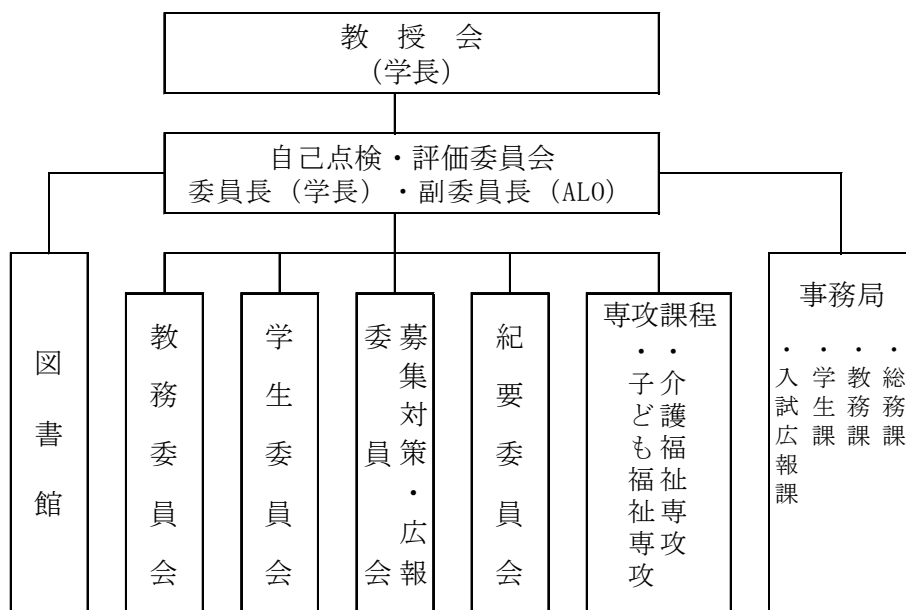 教 授 会
(学長)
自己点検・評価委員会
委員長（学長）・副委員長（ALO）
図書館
教務委員会
学生委員会
募集対策・広報
委員会
紀要委員会
専攻課程
・介護福祉専攻
・子ども福祉専攻
事務局
・総務課
・教務課
・学生課
・入試広報課